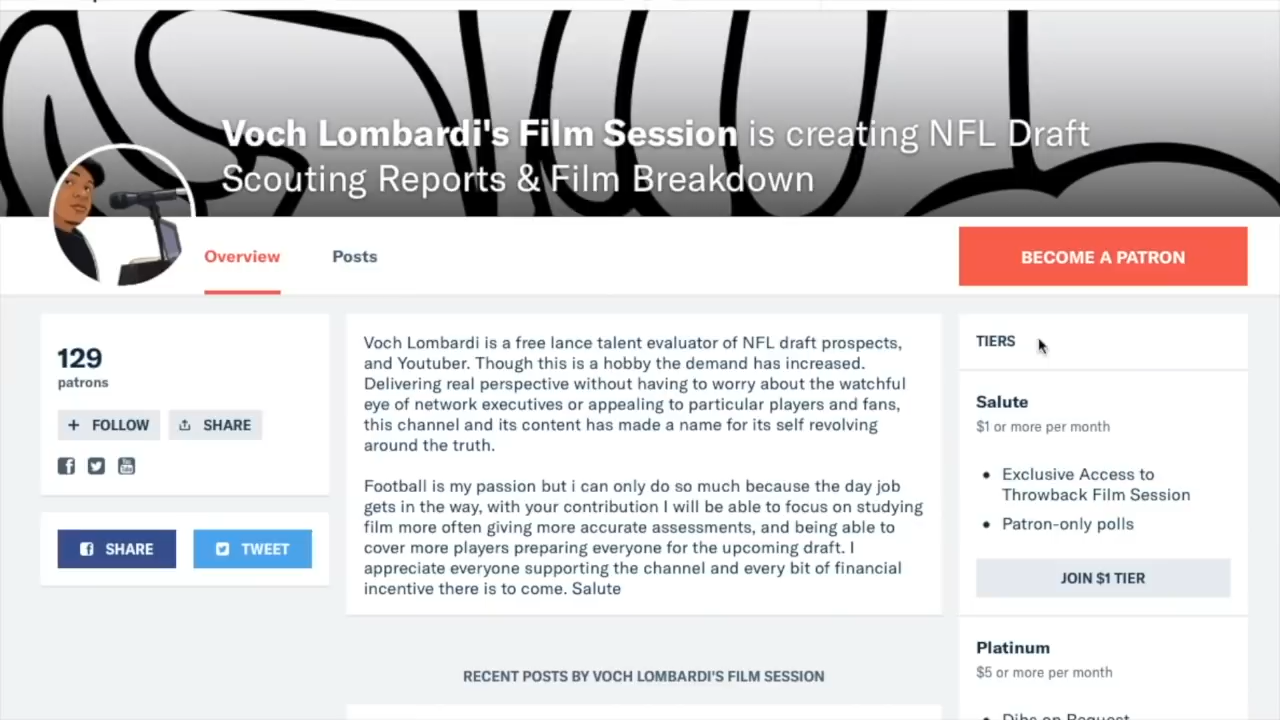 Voch Lombardi's Film Session is creating NFL Draft
Scouting Reports & Film Breakdown
Overview
Posts
BECOME A PATRON
129
patrons
+ FOLLOW
SHARE
SHARE
TWEET
Voch Lombardi is a free lance talent evaluator of NFL draft prospects,
and Youtuber. Though this is a hobby the demand has increased.
Delivering real perspective without having to worry about the watchful
eye of network executives or appealing to particular players and fans,
this channel and its content has made a name for its self revolving
around the truth.
Football is my passion but i can only do so much because the day job
gets in the way, with your contribution I will be able to focus on studying
film more often giving more accurate assessments, and being able to
cover more players preparing everyone for the upcoming draft. I
appreciate everyone supporting the channel and every bit of financial
incentive there is to come. Salute
RECENT POSTS BY VOCH LOMBARDI'S FILM SESSION
TIERS
Salute
$1 or more per month
Exclusive Access to
Throwback Film Session
Patron-only polls
JOIN $1 TIER
Platinum
$5 or more per month
Dibs on Request